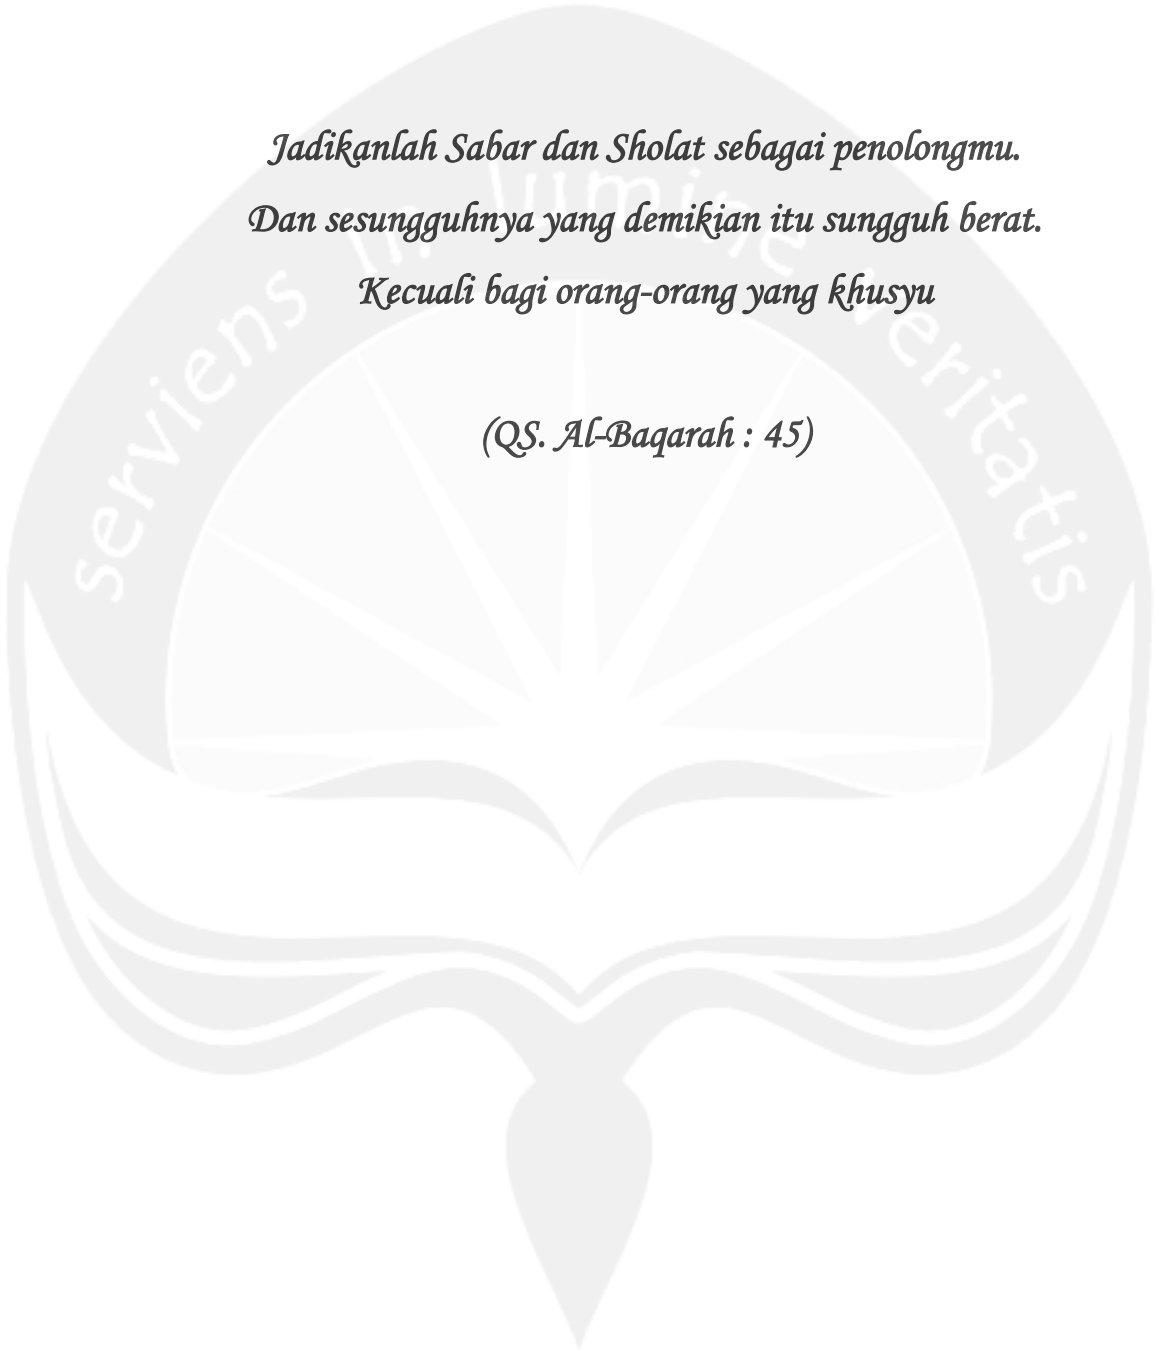 Jadikanlah Sabar dan Sholat sebagai penolongmu.
Dan sesungguhnya yang demikian itu sungguh berat.
Kecuali bagi orang-orang yang khusyu
(QS. Al-Baqarah : 45)
serviens in lumine veritatis